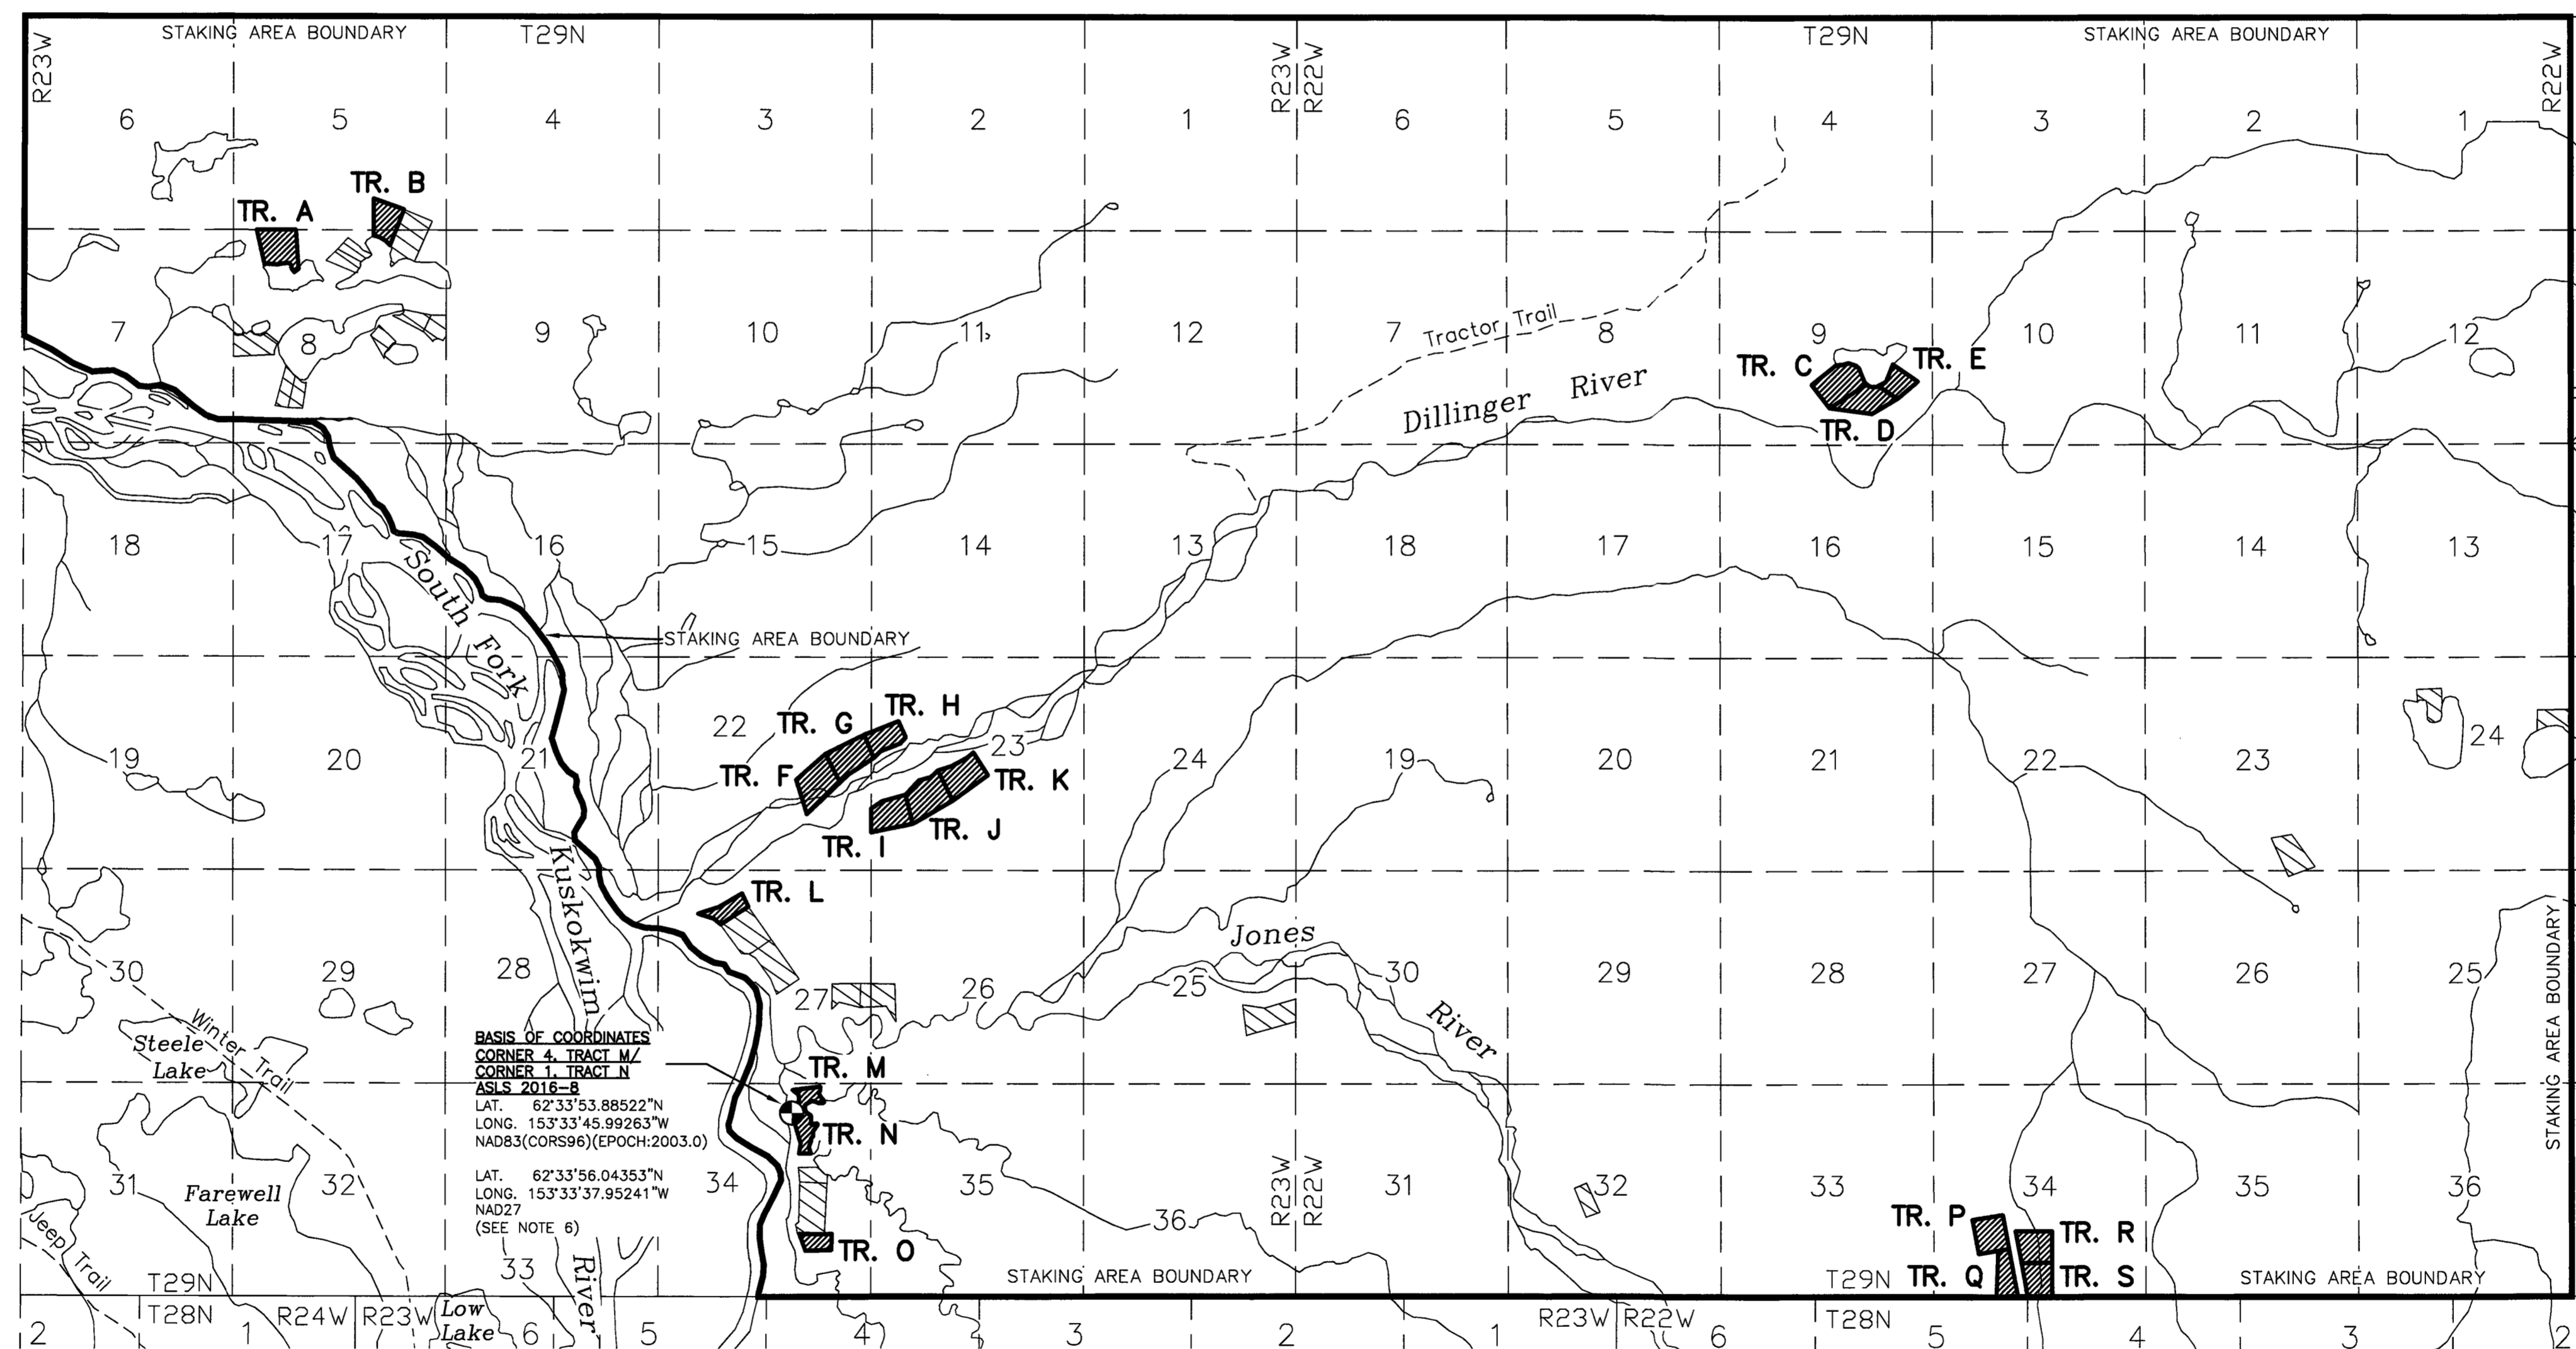 STAKING AREA BOUNDARY T29N T29N STAKING AREA BOUNDARY
R23W R23W R22W R22W
6 5 4 3 2 1 6 5 4 3 2 1
TR. B
TR. A
7 8 9 10 11 12 7 8 9 10 11 12
Tractor Trail
TR. C TR. E
Dillinger River
TR. D
18 17 16 15 14 13 18 17 16 15 14 13
South Fork
STAKING AREA BOUNDARY
TR. H
22 TR. G
23
19 20 21 24 19 20 21 22 23 24
TR. F TR. K
TR. J
TR. I
Kuskokwim
TR. L
Jones
30 29 28 27 26 25 30 29 28 27 26 25
River
STAKING AREA BOUNDARY
Winter Trail
Steele
Lake
BASIS OF COORDINATES
CORNER 4, TRACT M/
CORNER 1, TRACT N
ASLS 2016-8
LAT. 62°33'53.88522"N
LONG. 153°33'45.99263"W
NAD83(CORS96)(EPOCH:2003.0)
LAT. 62°33'56.04353"N
LONG. 153°33'37.95241"W
NAD27
(SEE NOTE 6)
TR. M
TR. N
31 32 34 35 R23W R22W 31 32 33 34 35 36
Farewell
Lake
36
TR. P
Jeep Trail
TR. O TR. R
33 River
T29N STAKING AREA BOUNDARY T29N TR. Q TR. S STAKING AREA BOUNDARY
T28N R24W R23W Low R23W R22W T28N
2 1 Lake 6 5 4 3 2 1 6 5 4 3 2